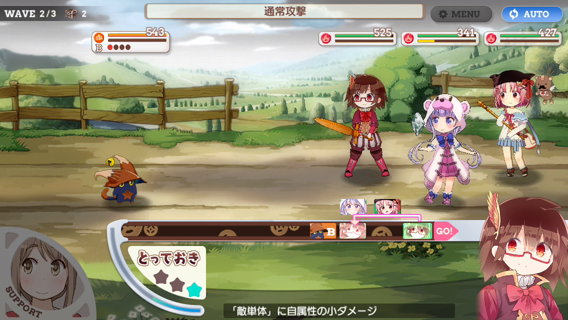 WAVE 2/3 2
通常攻撃
MENU
AUTO
543
B
525
341
427
B
GO!
とっておき
SUPPORT
「敵単体」に自属性の小ダメージ